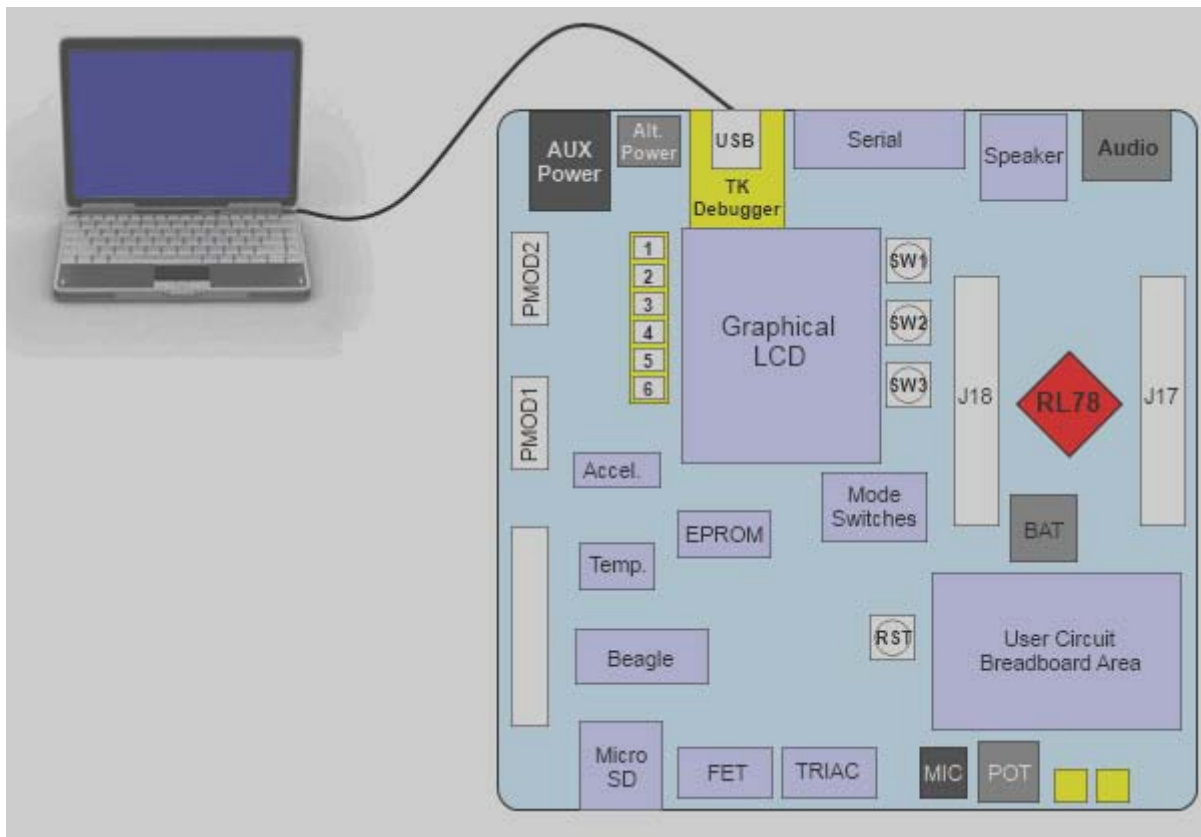 AUX
Power
Alt.
Power
USB
TK
Debugger
Serial
Speaker
Audio
PMOD2
1
2
3
4
5
6
Graphical
LCD
SW1
SW2
SW3
J18
RL78
J17
PMOD1
Accel.
Mode
Switches
EPROM
BAT
Temp.
RST
User Circuit
Breadboard Area
Beagle
Micro
SD
FET
TRIAC
MIC
POT